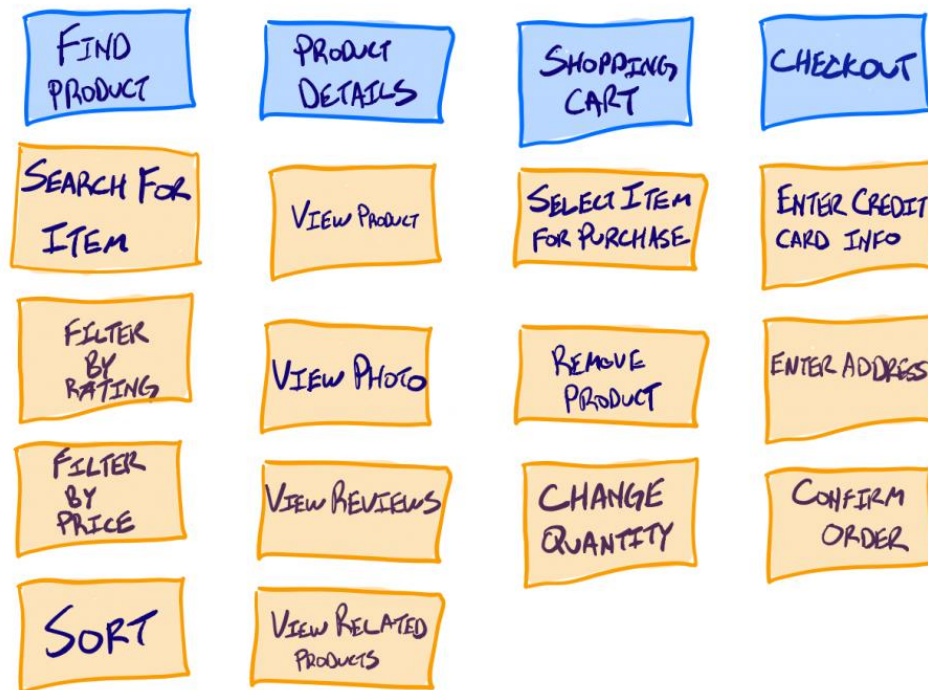 FIND
PRODUCT
PRODUCT
DETAILS
SHOPPING
CART
CHECKOUT
SEARCH FOR
ITEM
VIEW PRODUCT
SELECT ITEM
FOR PURCHASE
ENTER CREDIT
CARD INFO
FILTER
BY
RATING
VIEW PHOTO
REMOVE
PRODUCT
ENTER ADDRESS
FILTER
BY
PRICE
VIEW REVIEWS
CHANGE
QUANTITY
CONFIRM
ORDER
SORT
VIEW RELATED
PRODUCTS